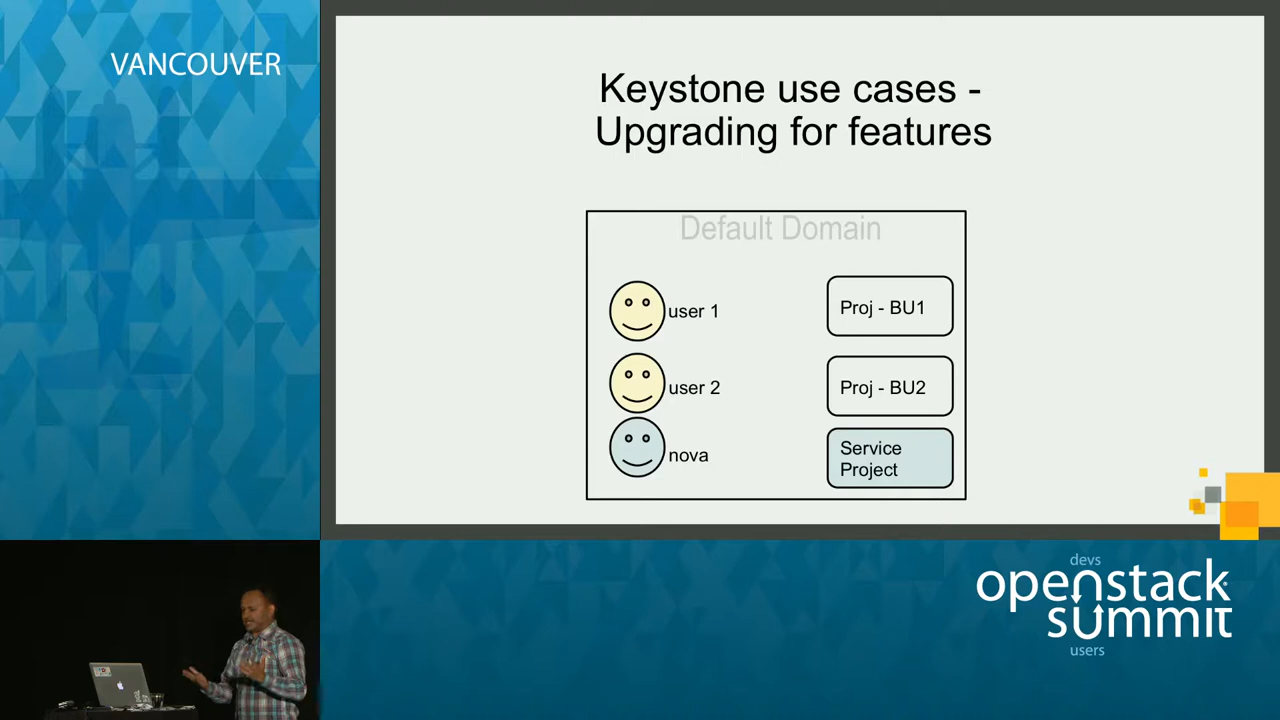 VANCOUVER
Keystone use cases -
Upgrading for features
Default Domain
user 1
Proj - BU1
user 2
Proj - BU2
nova
Service
Project
devs
openstack
summit
users